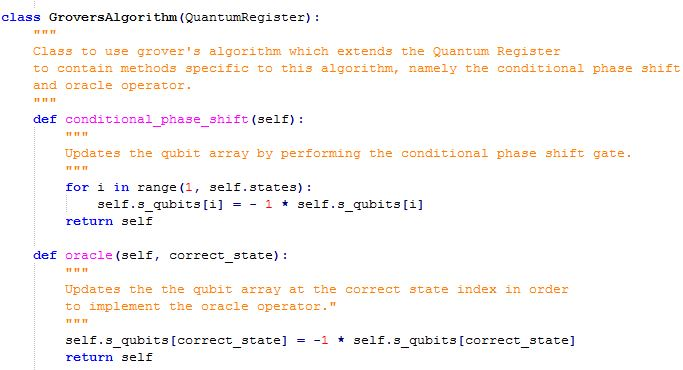 class GroversAlgorithm(QuantumRegister):
    """
    Class to use grover's algorithm which extends the Quantum Register
    to contain methods specific to this algorithm, namely the conditional phase shift
    and oracle operator.
    """
    def conditional_phase_shift(self):
        """
        Updates the qubit array by performing the conditional phase shift gate.
        """
        for i in range(1, self.states):
            self.s_qubits[i] = - 1 * self.s_qubits[i]
        return self

    def oracle(self, correct_state):
        """
        Updates the the qubit array at the correct state index in order
        to implement the oracle operator."
        """
        self.s_qubits[correct_state] = -1 * self.s_qubits[correct_state]
        return self